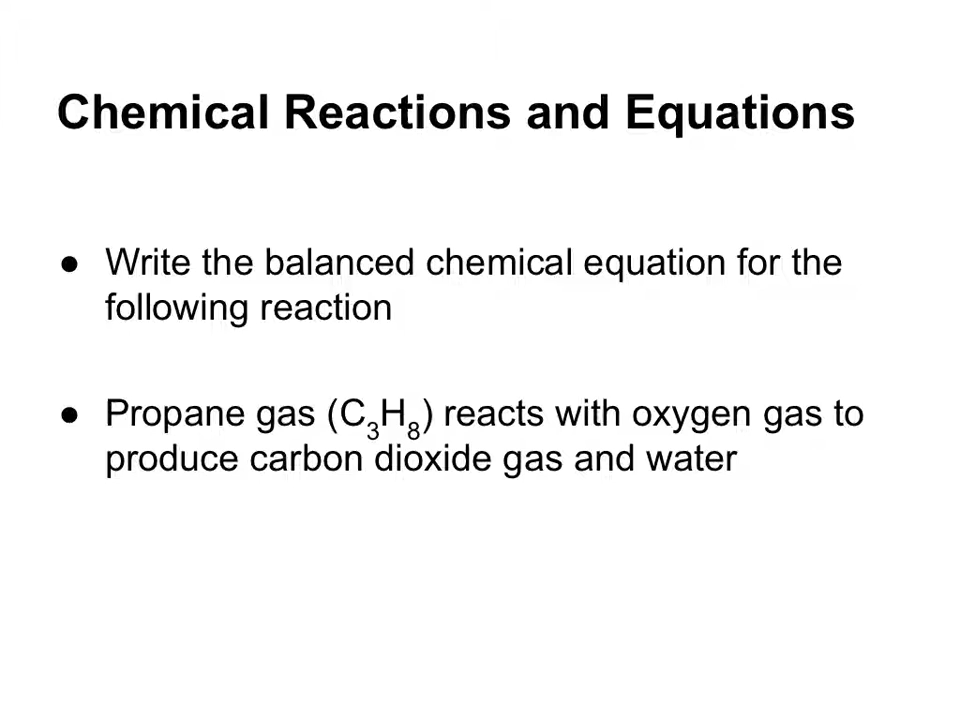 Chemical Reactions and Equations
● Write the balanced chemical equation for the
following reaction
● Propane gas (C₃H₈) reacts with oxygen gas to
produce carbon dioxide gas and water